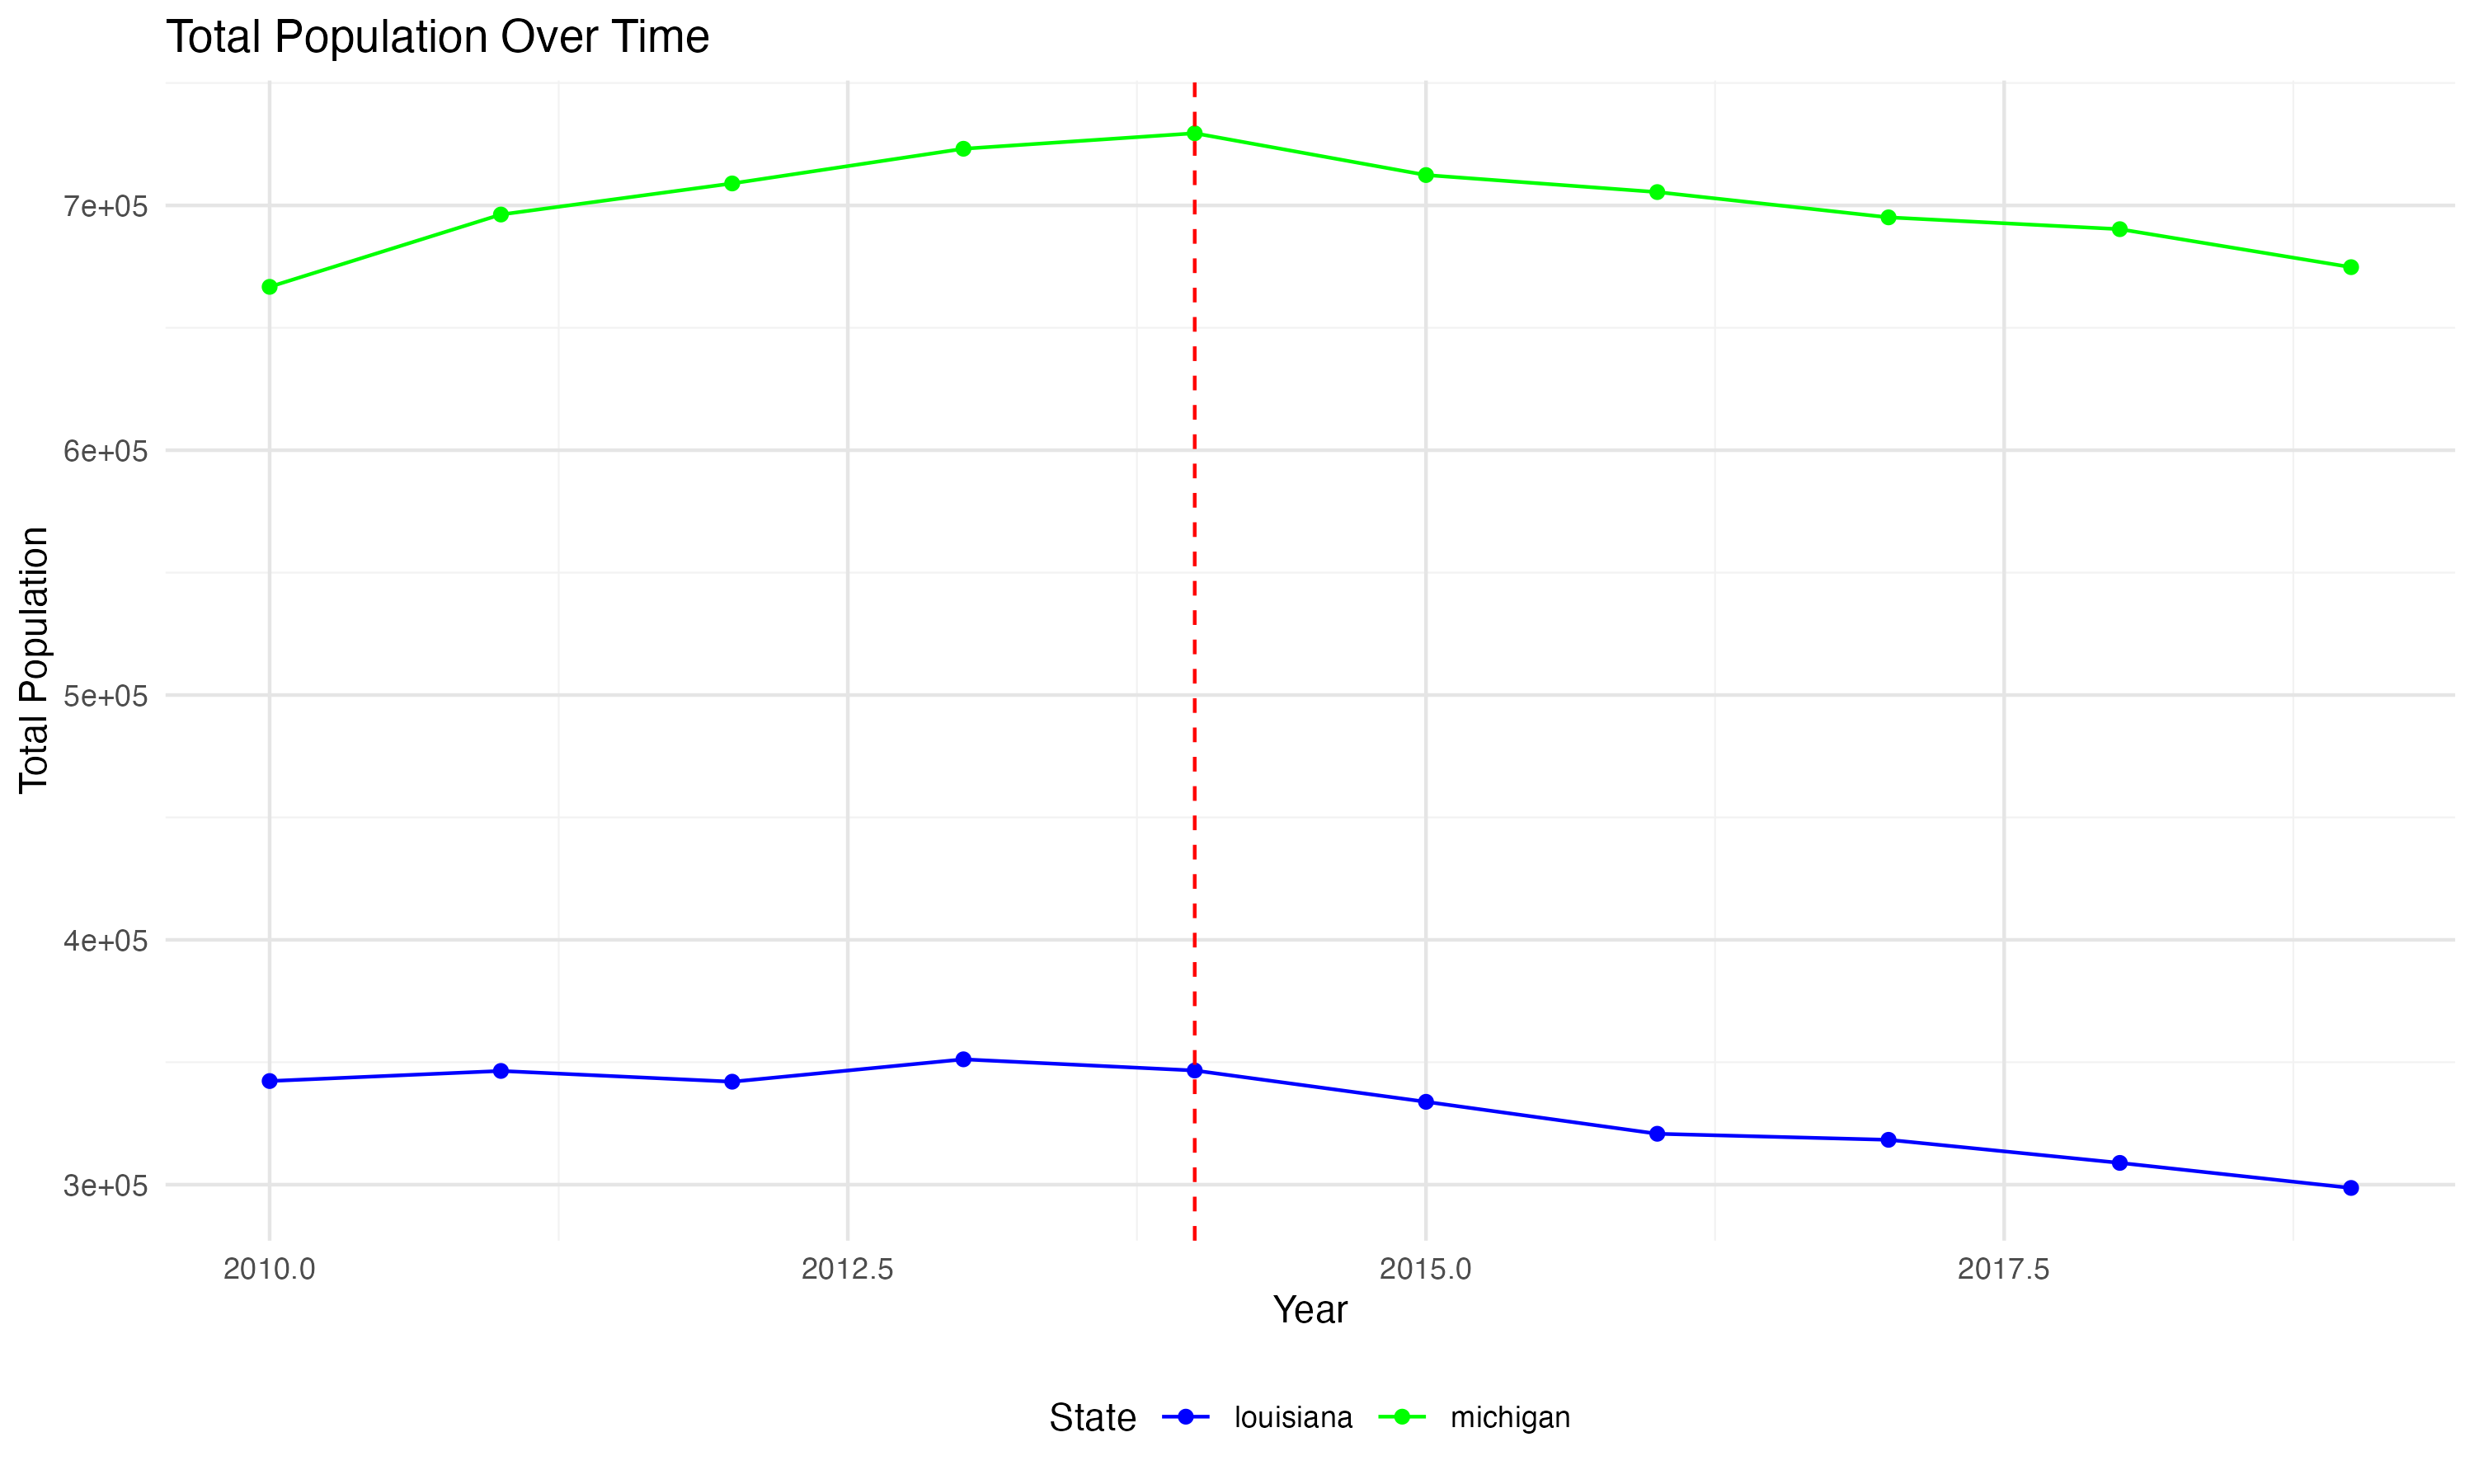 Total Population Over Time
Total Population
7e+05
6e+05
5e+05
4e+05
3e+05
2010.0 2012.5 2015.0 2017.5
Year
State louisiana michigan